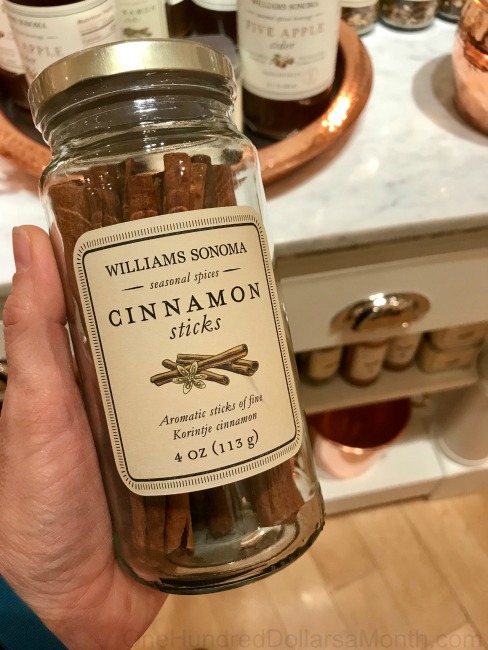 WILLIAMS SONOMA
FIVE APPLE
cider
WILLIAMS SONOMA
seasonal spices
CINNAMON
sticks
Aromatic sticks of fine
Korintje cinnamon
4 OZ (113 g)
OneHundredDollarsaMonth.com